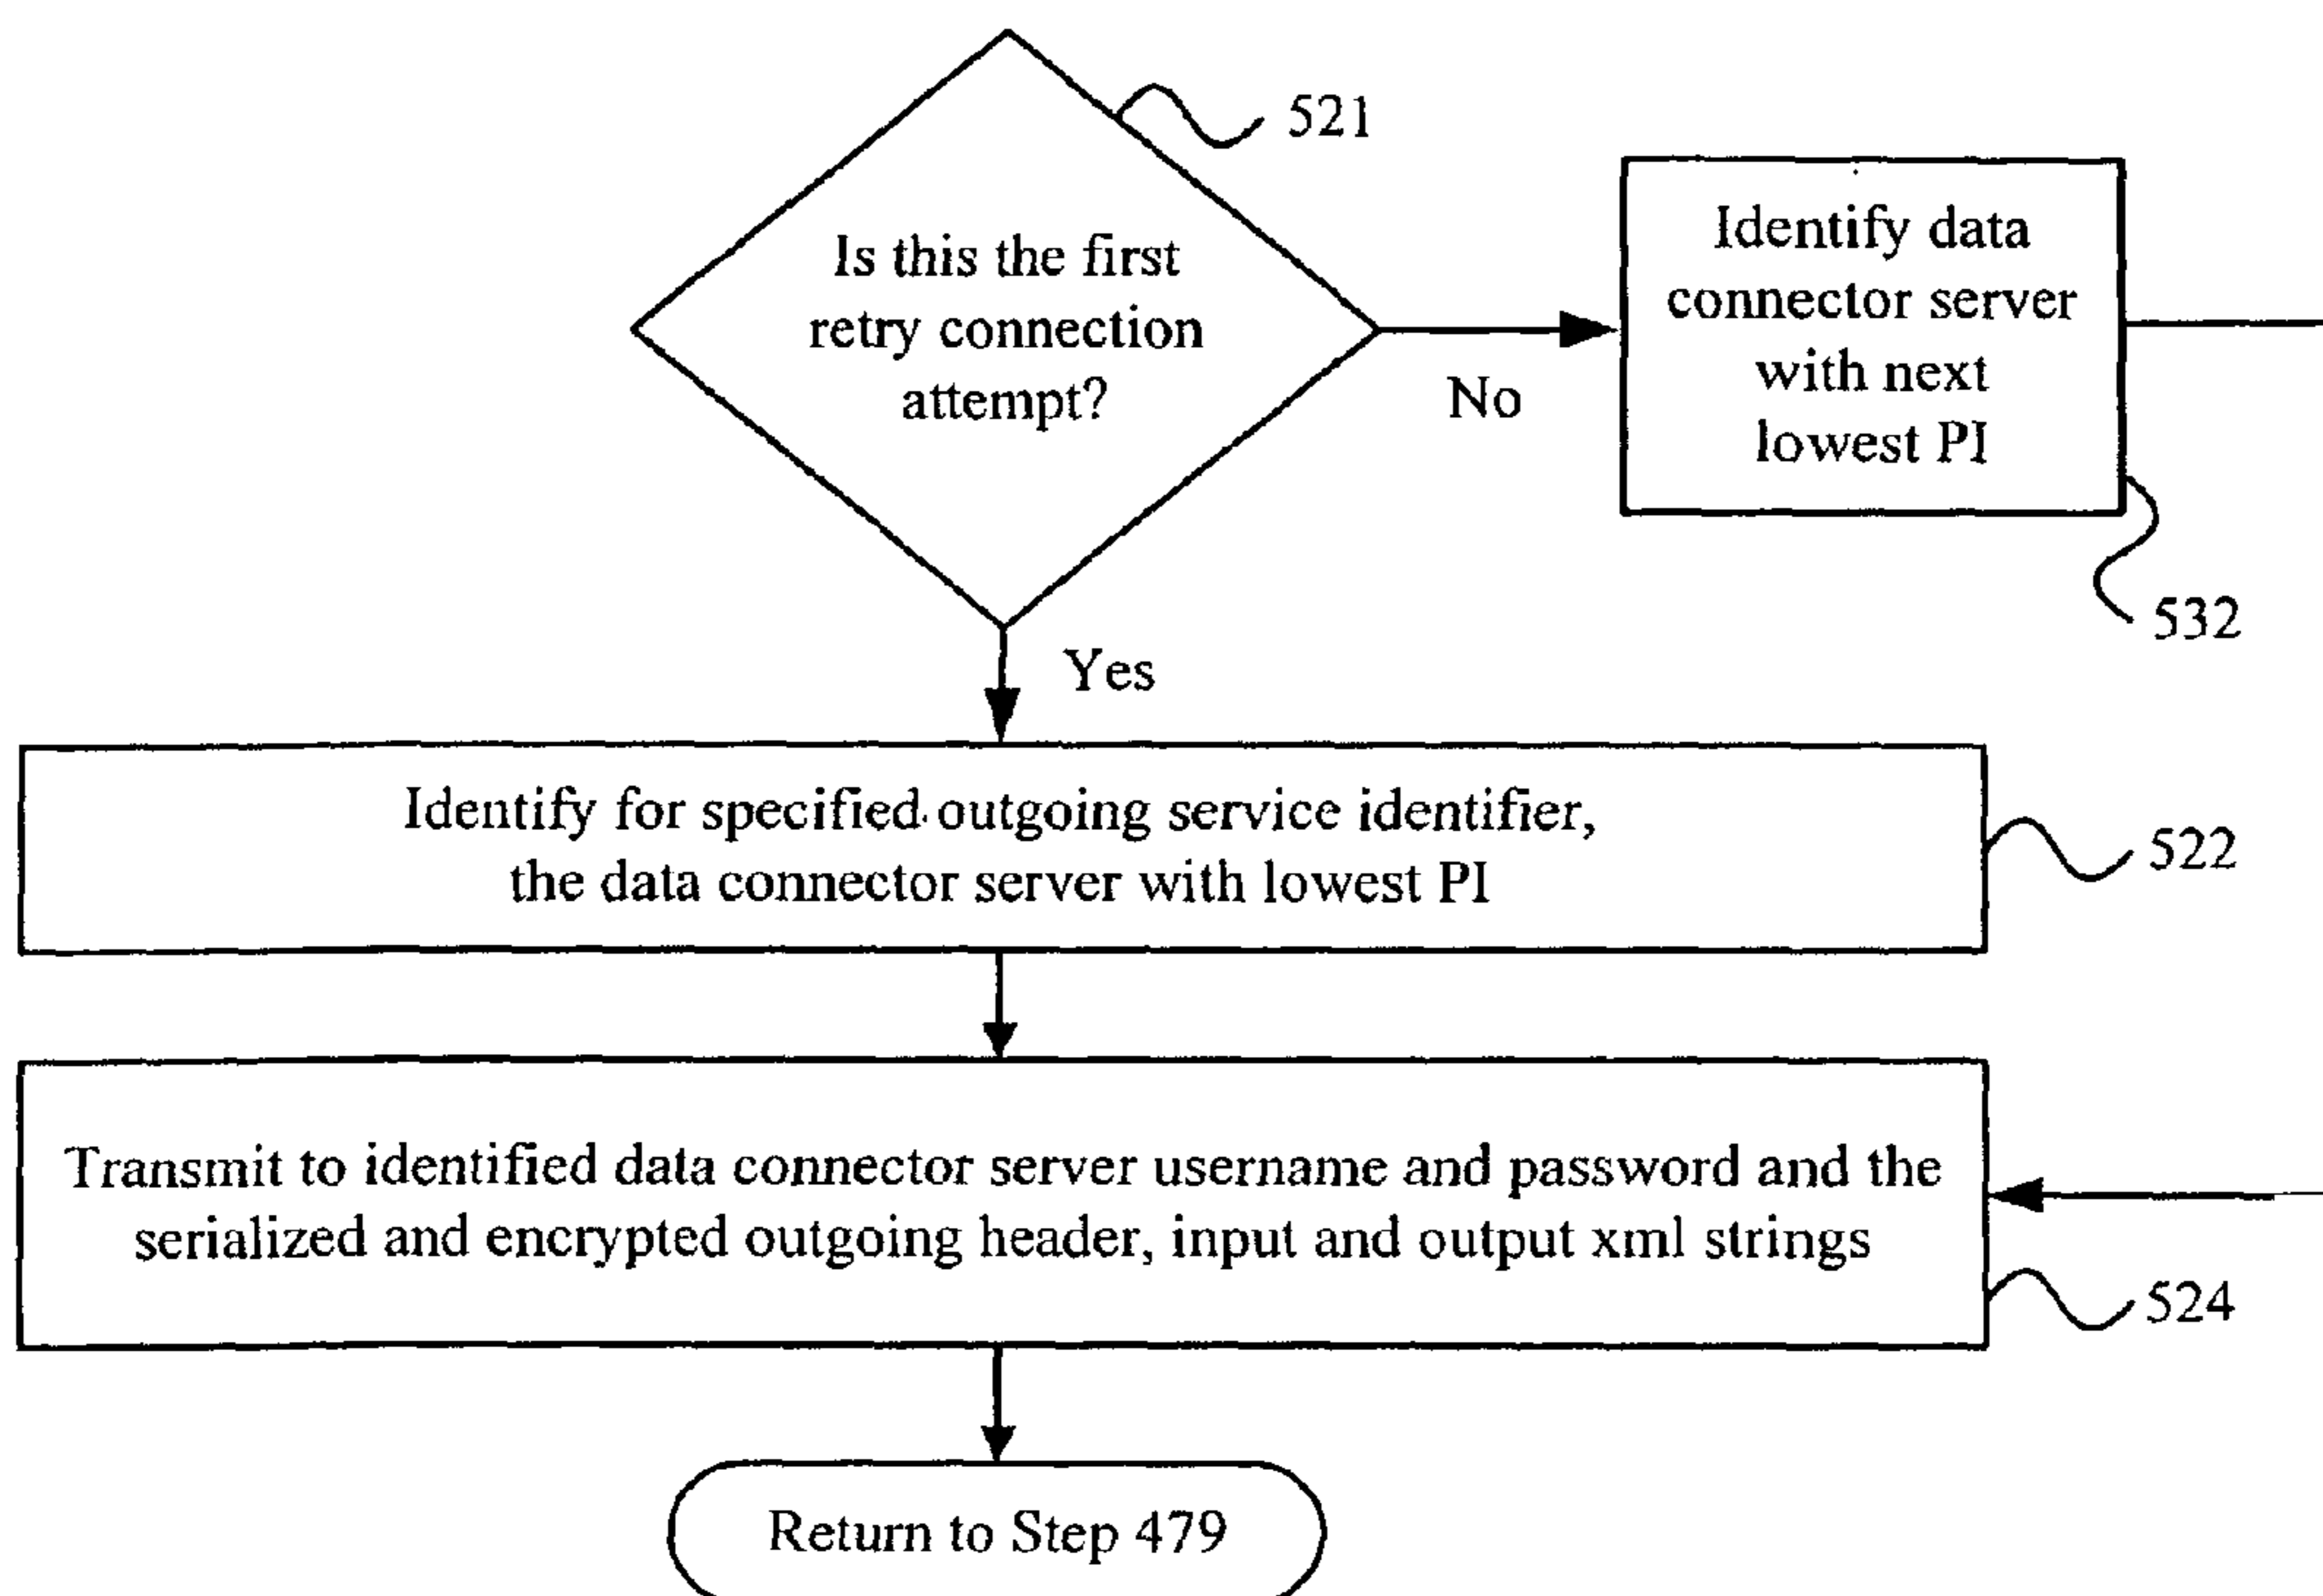 521
Is this the first
retry connection
attempt?
No
Identify data
connector server
with next
lowest PI
532
Yes
Identify for specified outgoing service identifier,
the data connector server with lowest PI
522
Transmit to identified data connector server username and password and the
serialized and encrypted outgoing header, input and output xml strings
524
Return to Step 479